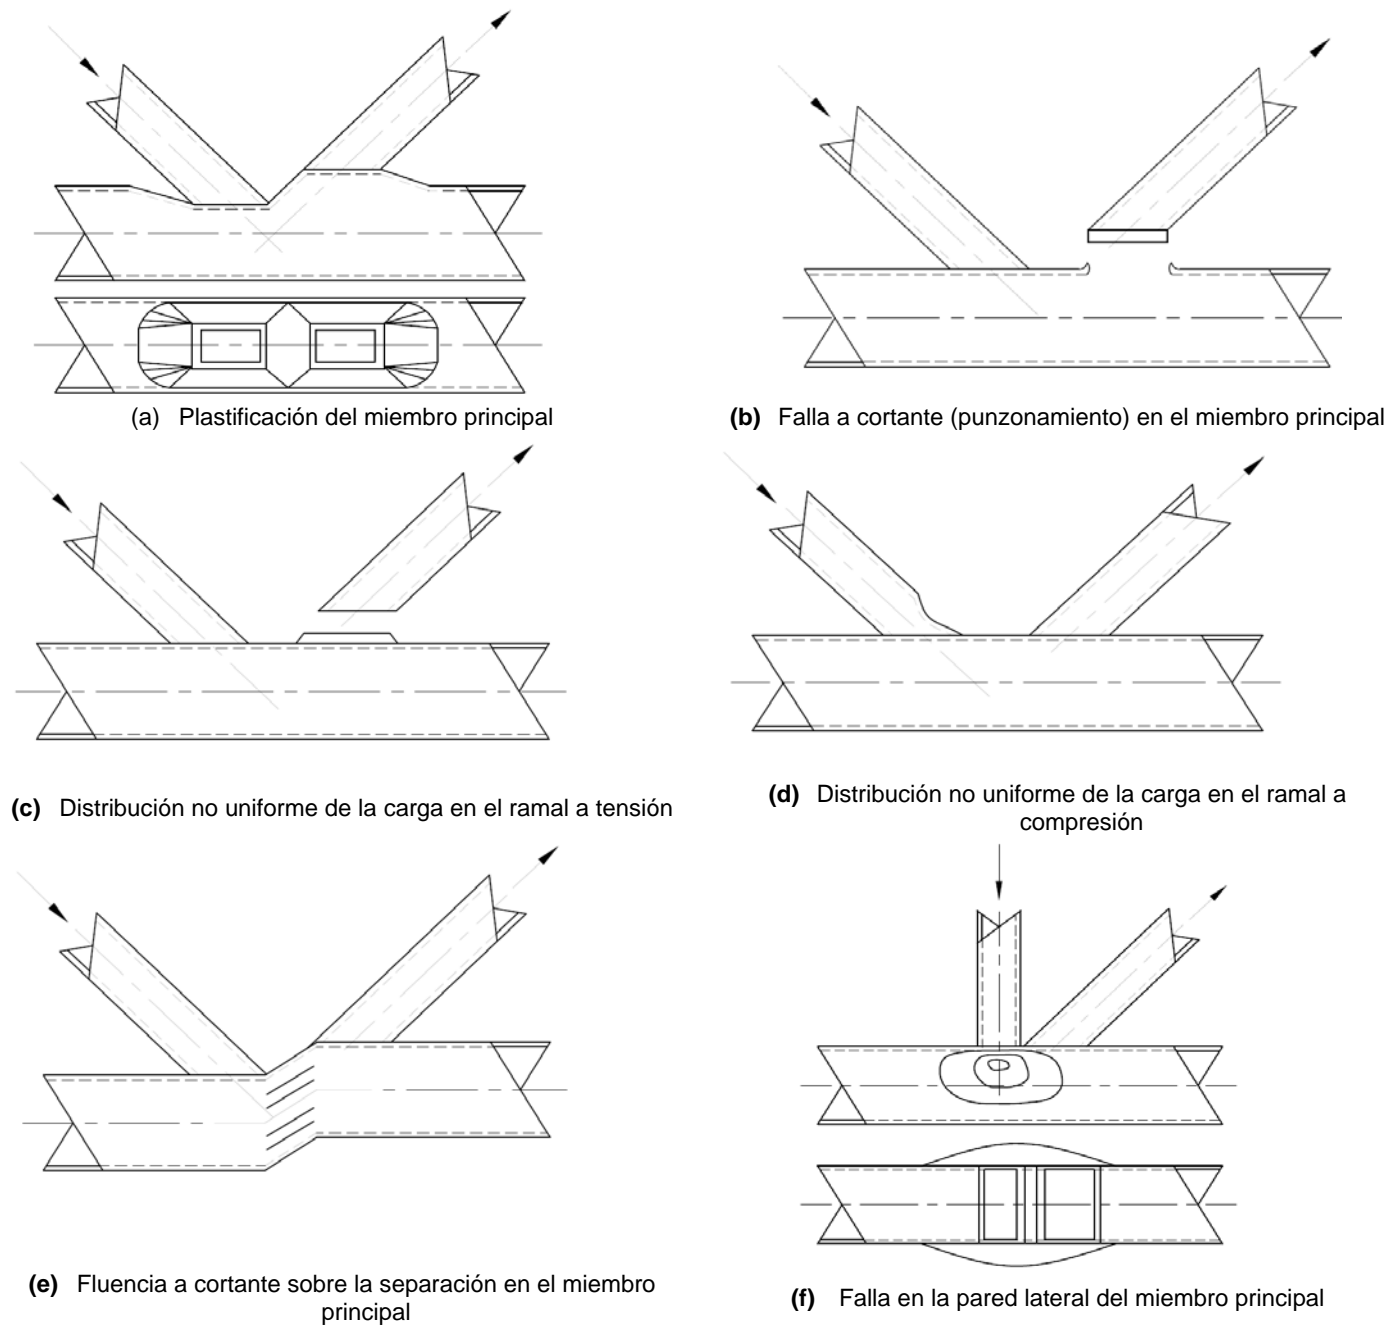 (a) Plastificación del miembro principal
(b) Falla a cortante (punzonamiento) en el miembro principal
(c) Distribución no uniforme de la carga en el ramal a tensión
(d) Distribución no uniforme de la carga en el ramal a
compresión
(e) Fluencia a cortante sobre la separación en el miembro
principal
(f) Falla en la pared lateral del miembro principal